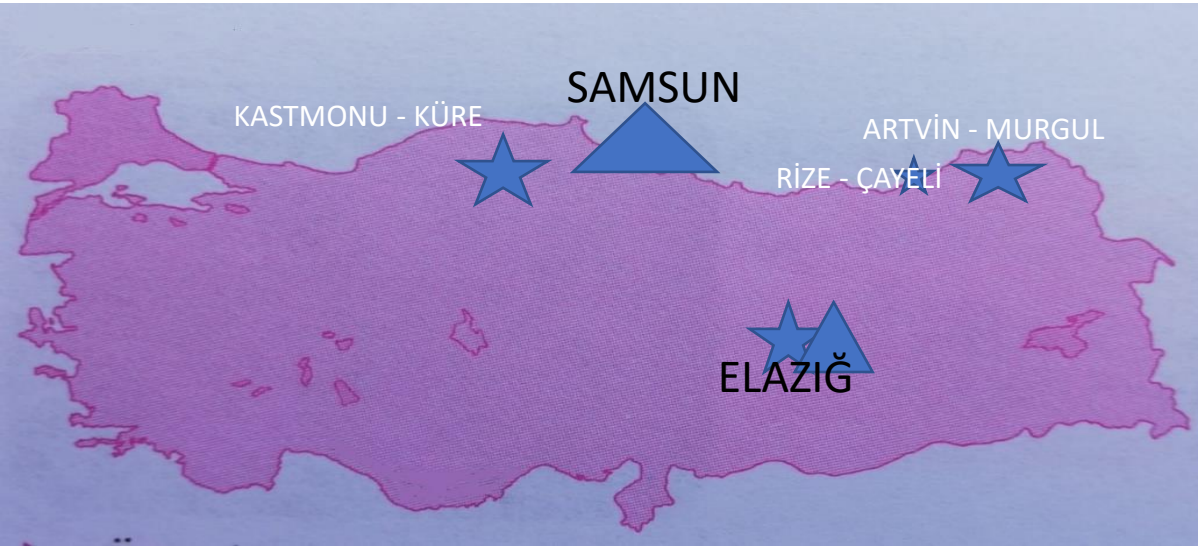 SAMSUN
KASTMONU - KÜRE
ARTVİN - MURGUL
RİZE - ÇAYELİ
ELAZIĞ